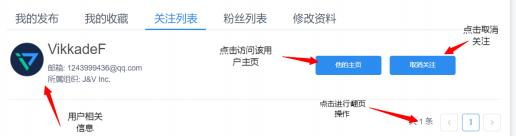 我的发布 我的收藏 关注列表 粉丝列表 修改资料
VikkadeF
邮箱: 1243999436@qq.com
所属组织: J&V Inc.
点击访问该用
户主页
他的主页
取消关注
点击取消
关注
用户相关
信息
点击进行翻页
操作
共 1 条
1